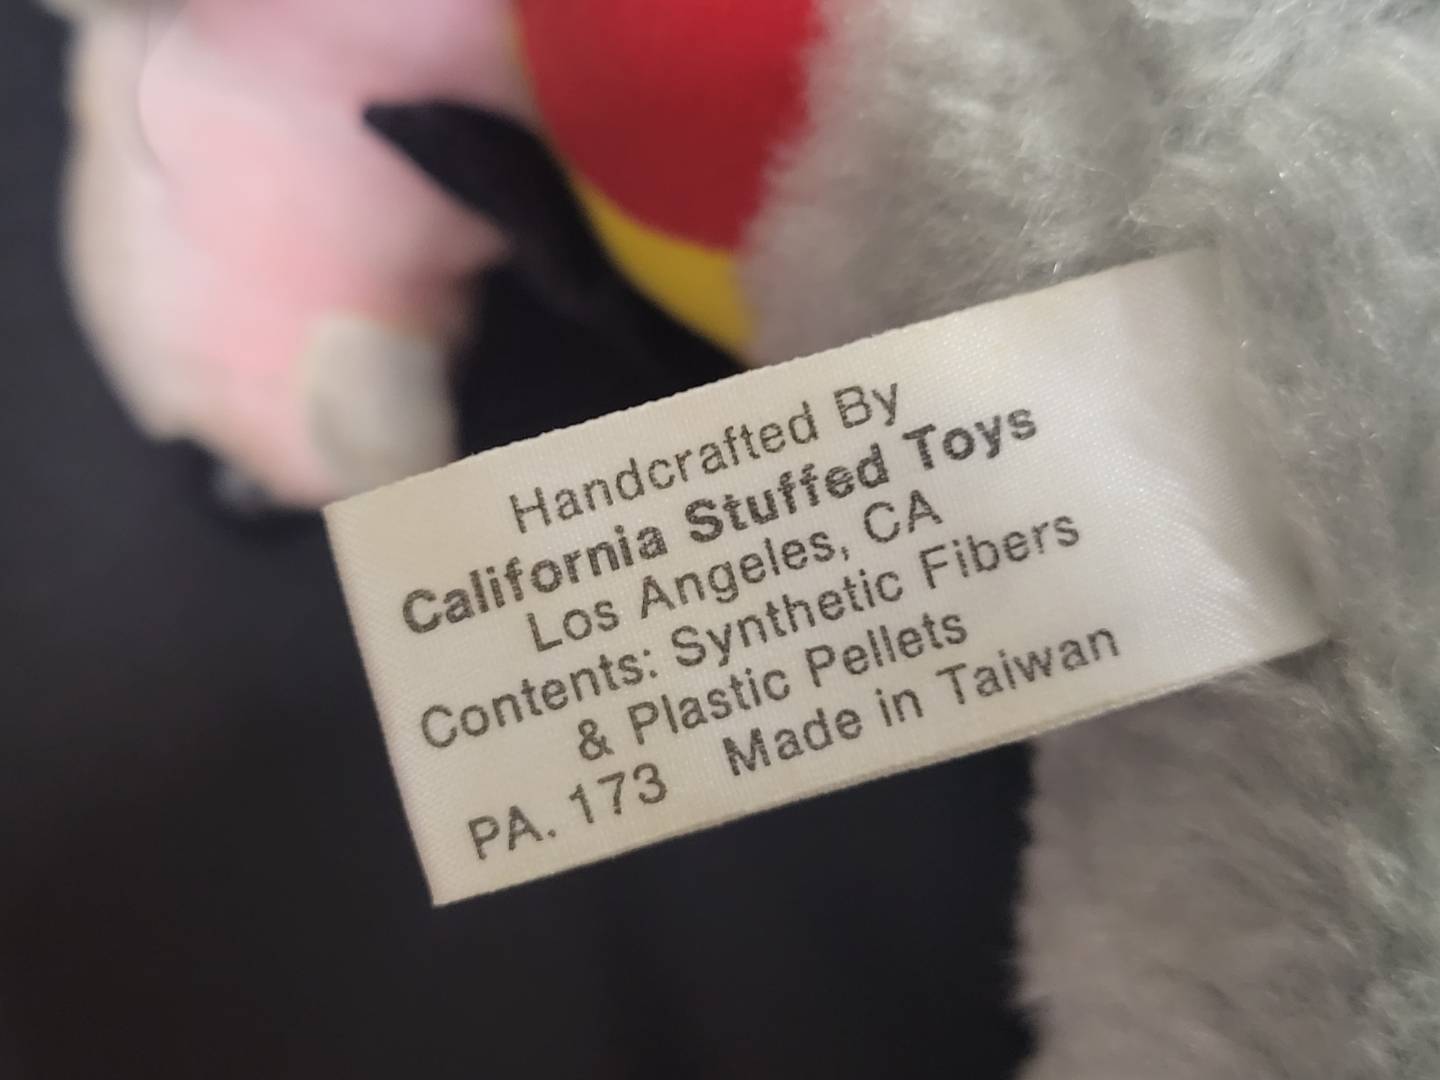 Handcrafted By
California Stuffed Toys
Los Angeles, CA
Contents: Synthetic Fibers
& Plastic Pellets
PA. 173 Made in Taiwan